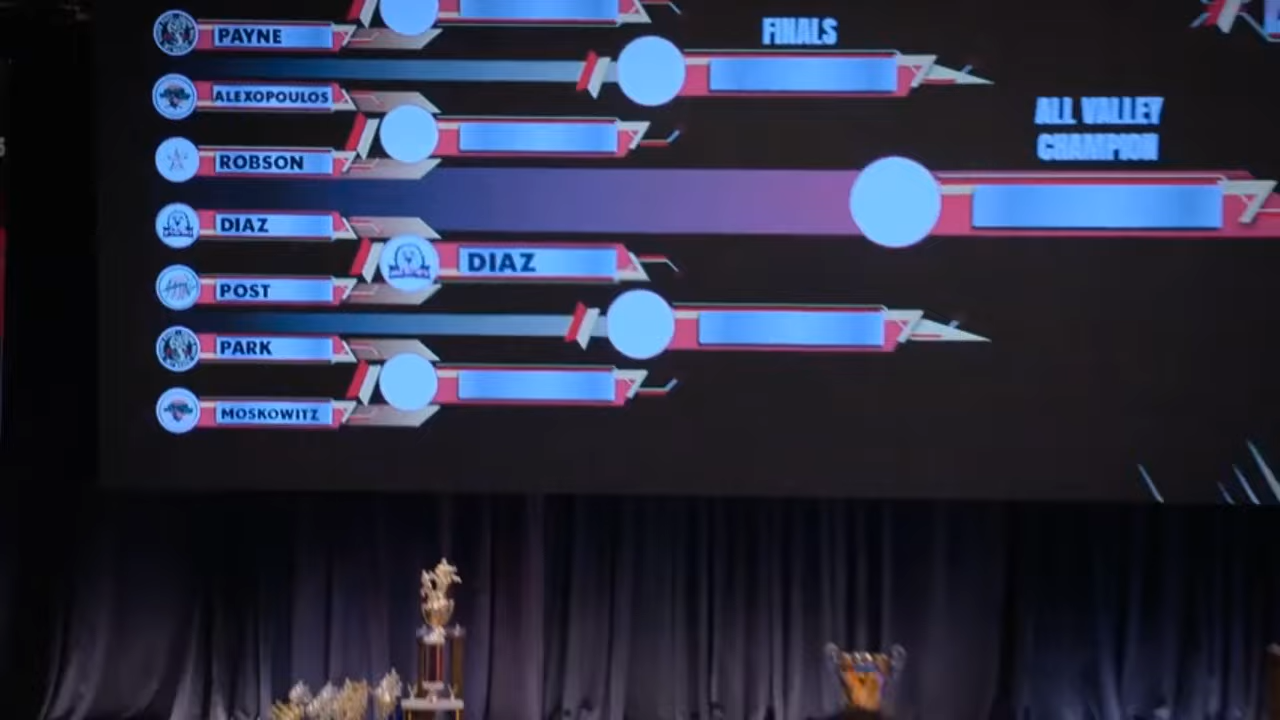 PAYNE
FINALS
ALEXOPOULOS
ALL VALLEY
CHAMPION
ROBSON
DIAZ
DIAZ
POST
PARK
MOSKOWITZ